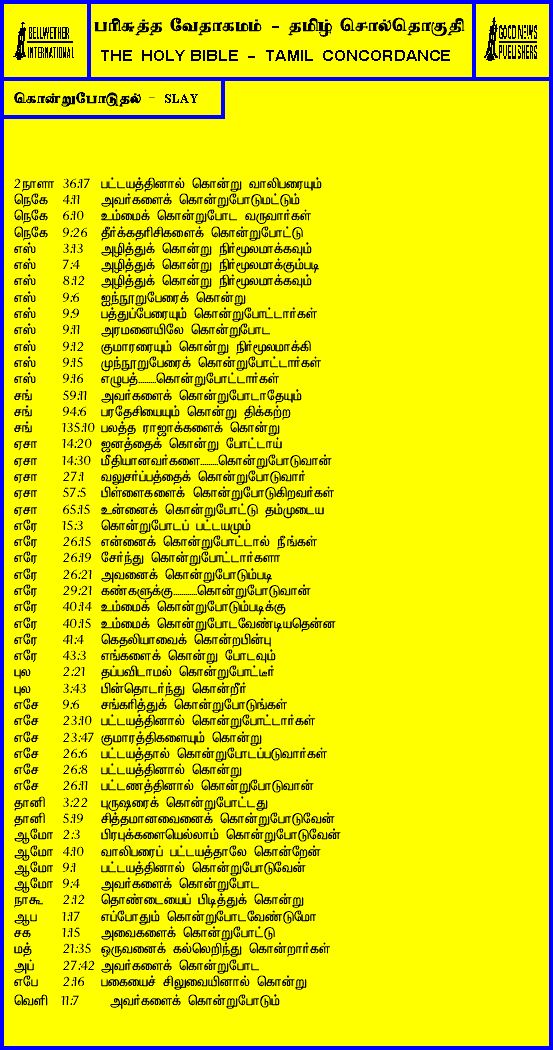 BELLWETHER
INTERNATIONAL
பரிசுத்த வேதாகமம் - தமிழ் சொல்தொகுதி
THE HOLY BIBLE - TAMIL CONCORDANCE
GOOD NEWS
PUBLISHERS
கொன்றுபோடுதல் - SLAY
2நாளா 36:17 பட்டயத்தினால் கொன்று வாலிபரையும்
நெகே 4:11 அவர்களைக் கொன்றுபோடுமட்டும்
நெகே 6:10 உம்மைக் கொன்றுபோட வருவார்கள்
நெகே 9:26 தீர்க்கதரிசிகளைக் கொன்றுபோட்டு
எஸ் 3:13 அழித்துக் கொன்று நிர்மூலமாக்கவும்
எஸ் 7:4 அழித்துக் கொன்று நிர்மூலமாக்கும்படி
எஸ் 8:12 அழித்துக் கொன்று நிர்மூலமாக்கவும்
எஸ் 9:6 ஐந்நூறுபேரைக் கொன்று
எஸ் 9:9 பத்துப்பேரையும் கொன்றுபோட்டார்கள்
எஸ் 9:11 அரமனையிலே கொன்றுபோட
எஸ் 9:12 குமாரரையும் கொன்று நிர்மூலமாக்கி
எஸ் 9:15 முந்நூறுபேரைக் கொன்றுபோட்டார்கள்
எஸ் 9:16 எழுபத்.........கொன்றுபோட்டார்கள்
சங் 59:11 அவர்களைக் கொன்றுபோடாதேயும்
சங் 94:6 பரதேசியையும் கொன்று திக்கற்ற
சங் 135:10 பலத்த ராஜாக்களைக் கொன்று
ஏசா 14:20 ஜனத்தைக் கொன்று போட்டாய்
ஏசா 14:30 மீதியானவர்களை.........கொன்றுபோடுவான்
ஏசா 27:1 வலுசர்ப்பத்தைக் கொன்றுபோடுவார்
ஏசா 57:5 பிள்ளைகளைக் கொன்றுபோடுகிறவர்கள்
ஏசா 65:15 உன்னைக் கொன்றுபோட்டு தம்முடைய
எரே 15:3 கொன்றுபோடப் பட்டயமும்
எரே 26:15 என்னைக் கொன்றுபோட்டால் நீங்கள்
எரே 26:19 சேர்ந்து கொன்றுபோட்டார்களா
எரே 26:21 அவனைக் கொன்றுபோடும்படி
எரே 29:21 கண்களுக்கு............கொன்றுபோடுவான்
எரே 40:14 உம்மைக் கொன்றுபோடும்படிக்கு
எரே 40:15 உம்மைக் கொன்றுபோடவேண்டியதென்ன
எரே 41:4 கெதலியாவைக் கொன்றபின்பு
எரே 43:3 எங்களைக் கொன்று போடவும்
புல 2:21 தப்பவிடாமல் கொன்றுபோட்டீர்
புல 3:43 பின்தொடர்ந்து கொன்றீர்
எசே 9:6 சங்கரித்துக் கொன்றுபோடுங்கள்
எசே 23:10 பட்டயத்தினால் கொன்றுபோட்டார்கள்
எசே 23:47 குமாரத்திகளையும் கொன்று
எசே 26:6 பட்டயத்தால் கொன்றுபோடப்படுவார்கள்
எசே 26:8 பட்டயத்தினால் கொன்று
எசே 26:11 பட்டணத்தினால் கொன்றுபோடுவான்
தானி 3:22 புருஷரைக் கொன்றுபோட்டது
தானி 5:19 சித்தமானவைனைக் கொன்றுபோடுவேன்
ஆமோ 2:3 பிரபுக்களையெல்லாம் கொன்றுபோடுவேன்
ஆமோ 4:10 வாலிபரைப் பட்டயத்தாலே கொன்றேன்
ஆமோ 9:1 பட்டயத்தினால் கொன்றுபோடுவேன்
ஆமோ 9:4 அவர்களைக் கொன்றுபோட
நாகூ 2:12 தொண்டையைப் பிடித்துக் கொன்று
ஆப 1:17 எப்போதும் கொன்றுபோடவேண்டுமோ
சக 1:15 அவைகளைக் கொன்றுபோட்டு
மத் 21:35 ஒருவனைக் கல்லெறிந்து கொன்றார்கள்
அப் 27:42 அவர்களைக் கொன்றுபோட
எபே 2:16 பகையைச் சிலுவையினால் கொன்று
வெளி 11:7 அவர்களைக் கொன்றுபோடும்